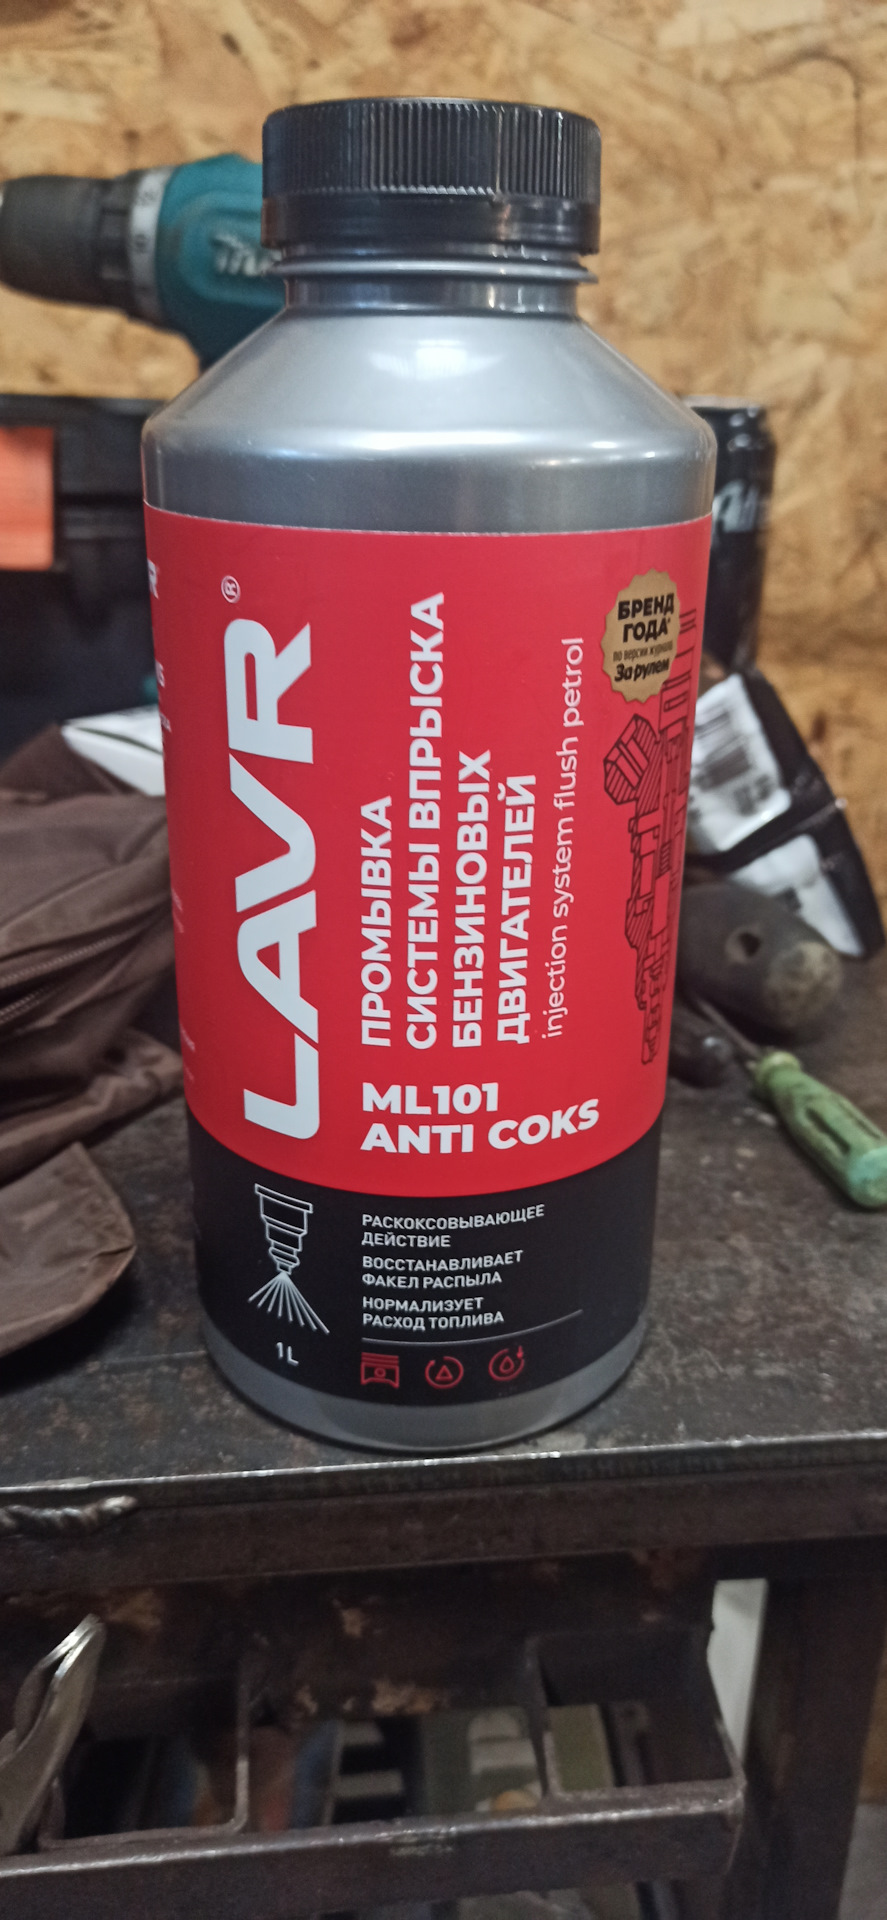 LAVR®
ПРОМЫВКА
СИСТЕМЫ ВПРЫСКА
БЕНЗИНОВЫХ
ДВИГАТЕЛЕЙ
injection system flush petrol
БРЕНД
ГОДА*
по версии журнала
За рулем
ML101
ANTI COKS
РАСКОКСОВЫВАЮЩЕЕ
ДЕЙСТВИЕ
ВОССТАНАВЛИВАЕТ
ФАКЕЛ РАСПЫЛА
НОРМАЛИЗУЕТ
РАСХОД ТОПЛИВА
1L